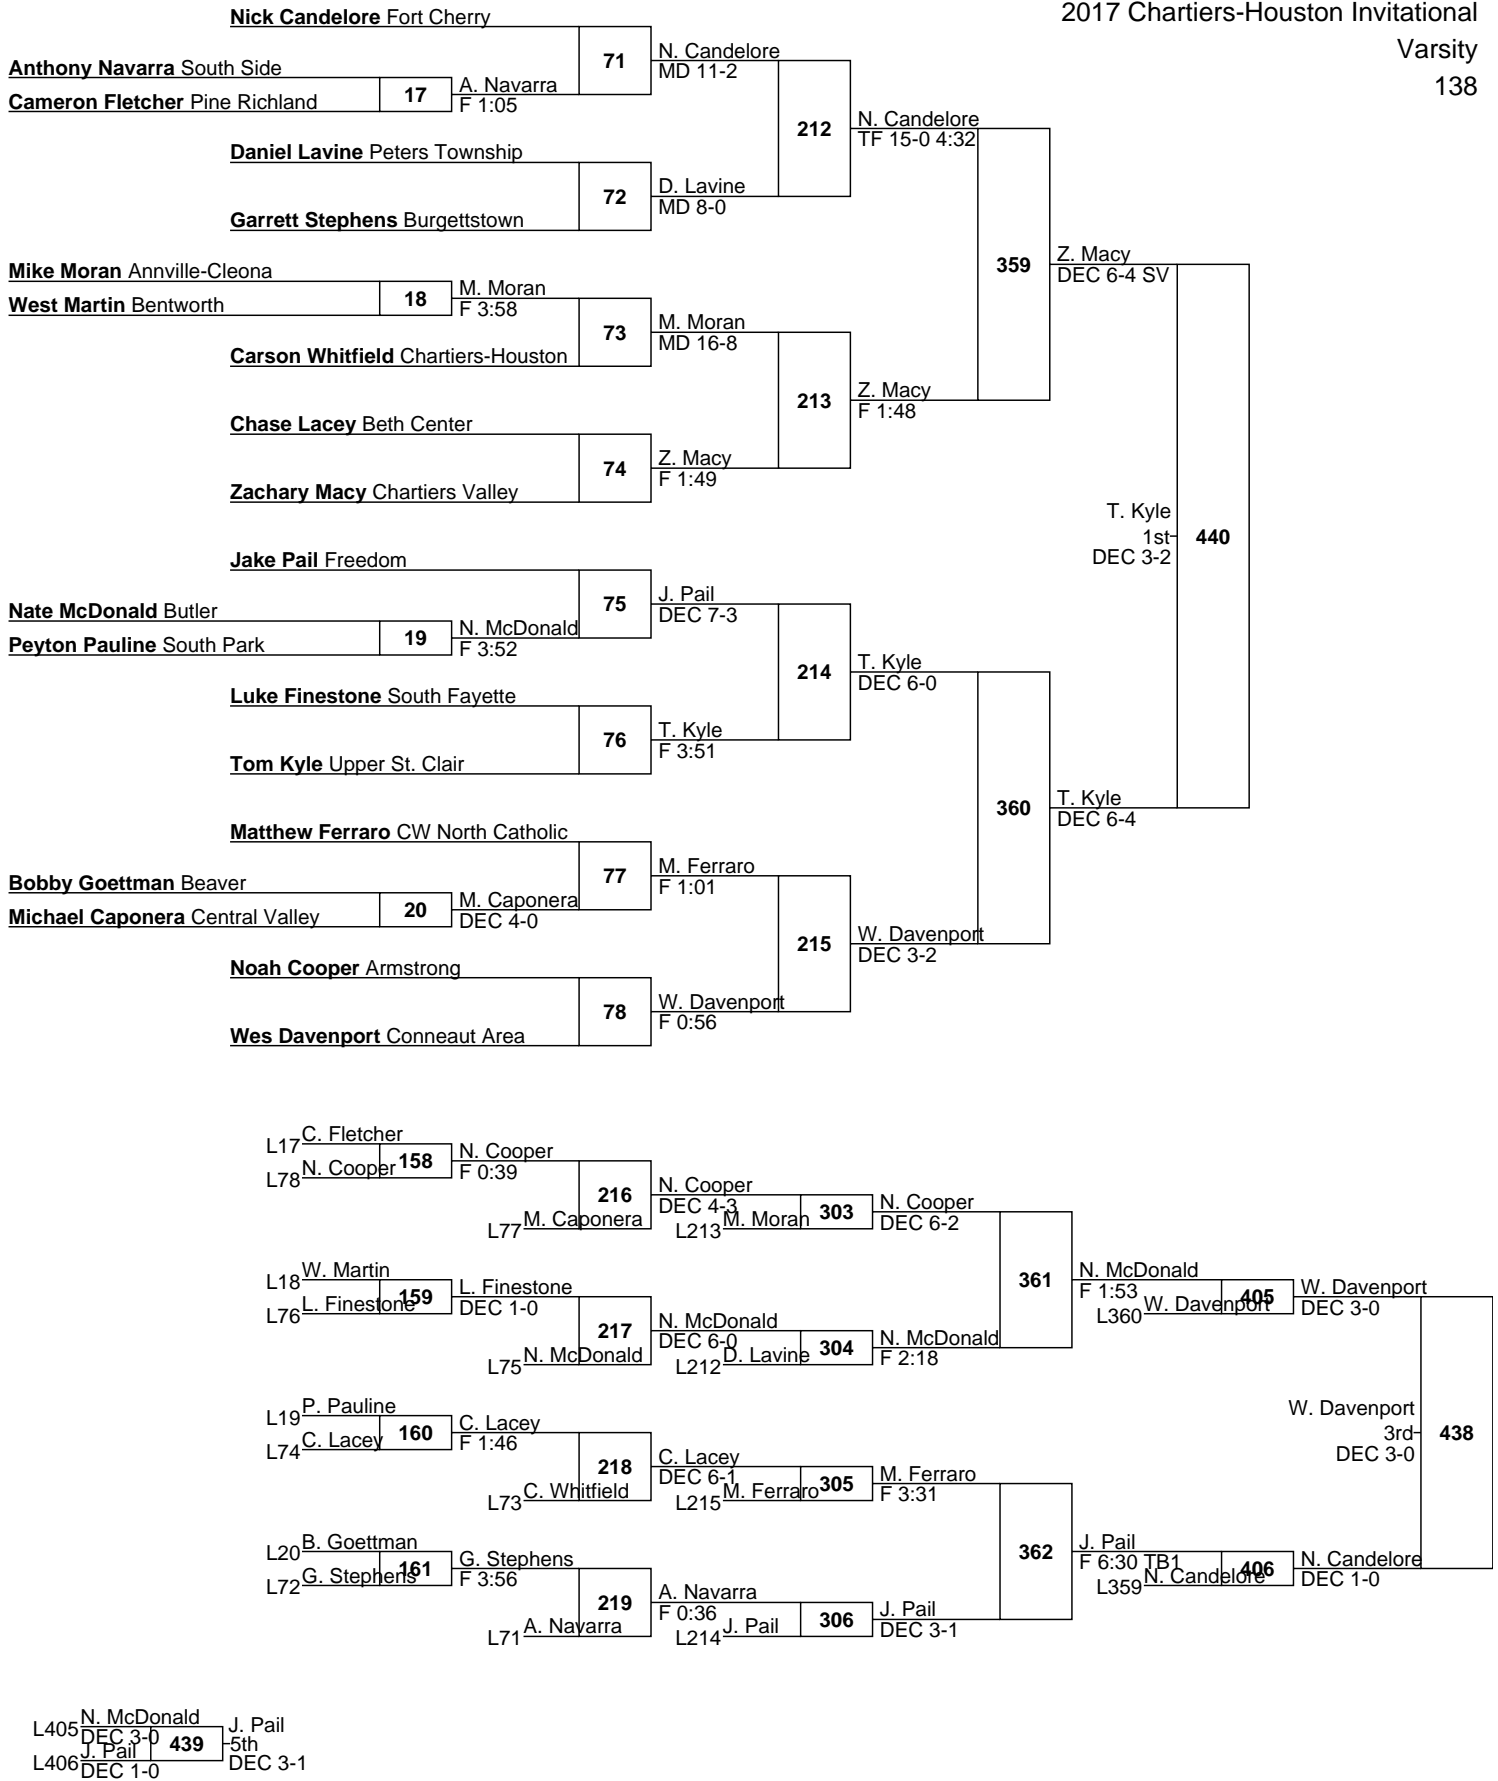 2017 Chartiers-Houston Invitational
Varsity
138
Nick Candelore Fort Cherry
71
N. Candelore
MD 11-2
Anthony Navarra South Side
17
A. Navarra
F 1:05
Cameron Fletcher Pine Richland
212
N. Candelore
TF 15-0 4:32
Daniel Lavine Peters Township
72
D. Lavine
MD 8-0
Garrett Stephens Burgettstown
359
Z. Macy
DEC 6-4 SV
Mike Moran Annville-Cleona
18
M. Moran
F 3:58
West Martin Bentworth
73
M. Moran
MD 16-8
Carson Whitfield Chartiers-Houston
213
Z. Macy
F 1:48
Chase Lacey Beth Center
74
Z. Macy
F 1:49
Zachary Macy Chartiers Valley
T. Kyle
1st
DEC 3-2
440
Jake Pail Freedom
75
J. Pail
DEC 7-3
Nate McDonald Butler
19
N. McDonald
F 3:52
Peyton Pauline South Park
214
T. Kyle
DEC 6-0
Luke Finestone South Fayette
76
T. Kyle
F 3:51
Tom Kyle Upper St. Clair
360
T. Kyle
DEC 6-4
Matthew Ferraro CW North Catholic
77
M. Ferraro
F 1:01
Bobby Goettman Beaver
20
M. Caponera
DEC 4-0
Michael Caponera Central Valley
215
W. Davenport
DEC 3-2
Noah Cooper Armstrong
78
W. Davenport
F 0:56
Wes Davenport Conneaut Area
L17 C. Fletcher
158
N. Cooper
F 0:39
L78 N. Cooper
216
N. Cooper
DEC 4-3
L77 M. Caponera
L213 M. Moran
303
N. Cooper
DEC 6-2
L18 W. Martin
159
L. Finestone
DEC 1-0
L76 L. Finestone
217
N. McDonald
DEC 6-0
L75 N. McDonald
L212 D. Lavine
304
N. McDonald
F 2:18
361
N. McDonald
F 1:53
L360 W. Davenport
405
W. Davenport
DEC 3-0
L19 P. Pauline
160
C. Lacey
F 1:46
L74 C. Lacey
218
C. Lacey
DEC 6-1
L73 C. Whitfield
L215 M. Ferraro
305
M. Ferraro
F 3:31
W. Davenport
3rd
DEC 3-0
438
L20 B. Goettman
161
G. Stephens
F 3:56
L72 G. Stephens
219
A. Navarra
F 0:36
L71 A. Navarra
L214 J. Pail
306
J. Pail
DEC 3-1
362
J. Pail
F 6:30 TB1
L359 N. Candelore
406
N. Candelore
DEC 1-0
L405 N. McDonald
DEC 3-0
439
J. Pail
5th
DEC 3-1
L406 J. Pail
DEC 1-0